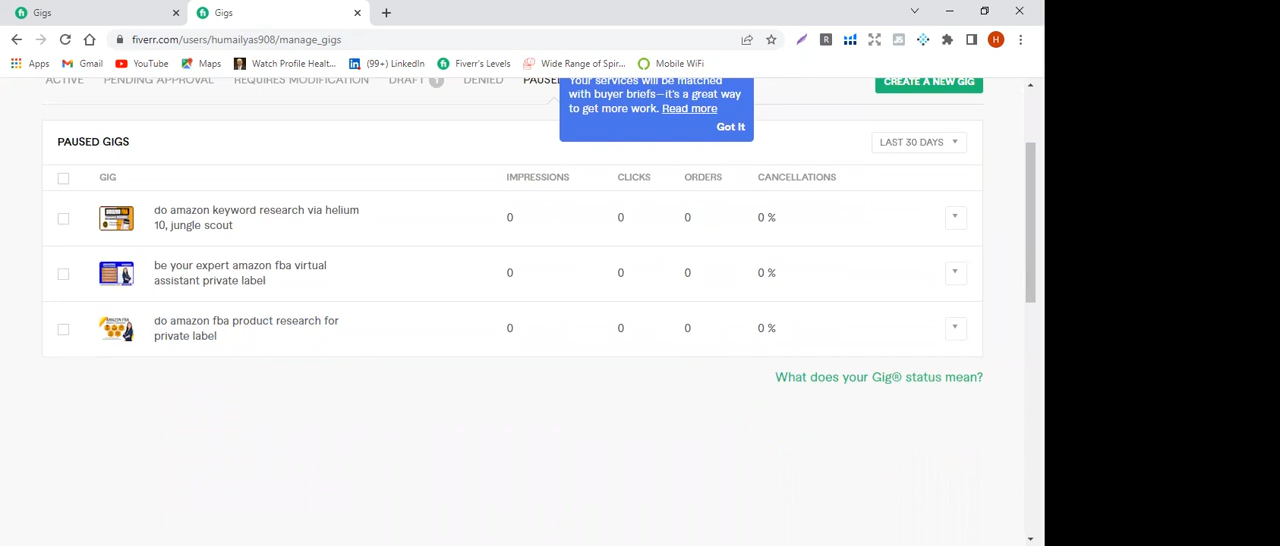 Gigs
Gigs
fiverr.com/users/humailyas908/manage_gigs
R
JS
H
Apps
Gmail
YouTube
Maps
Watch Profile Healt...
(99+) LinkedIn
Fiverr's Levels
Wide Range of Spir...
Mobile WiFi
ACTIVE
PENDING APPROVAL
REQUIRES MODIFICATION
DRAFT 1
DENIED
Your services will be matched
with buyer briefs—it's a great way
to get more work. Read more
Got It
CREATE A NEW GIG
PAUSED GIGS
LAST 30 DAYS
GIG IMPRESSIONS CLICKS ORDERS CANCELLATIONS
do amazon keyword research via helium
10, jungle scout
0 0 0 0 %
be your expert amazon fba virtual
assistant private label
0 0 0 0 %
do amazon fba product research for
private label
0 0 0 0 %
What does your Gig® status mean?